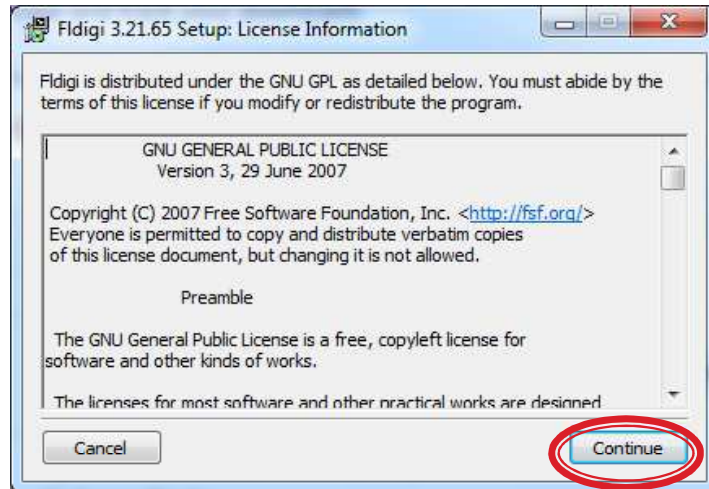 Fldigi 3.21.65 Setup: License Information
Fldigi is distributed under the GNU GPL as detailed below. You must abide by the
terms of this license if you modify or redistribute the program.
GNU GENERAL PUBLIC LICENSE
Version 3, 29 June 2007
Copyright (C) 2007 Free Software Foundation, Inc. <http://fsf.org/>
Everyone is permitted to copy and distribute verbatim copies
of this license document, but changing it is not allowed.
Preamble
The GNU General Public License is a free, copyleft license for
software and other kinds of works.
The licenses for most software and other practical works are designed
Cancel
Continue